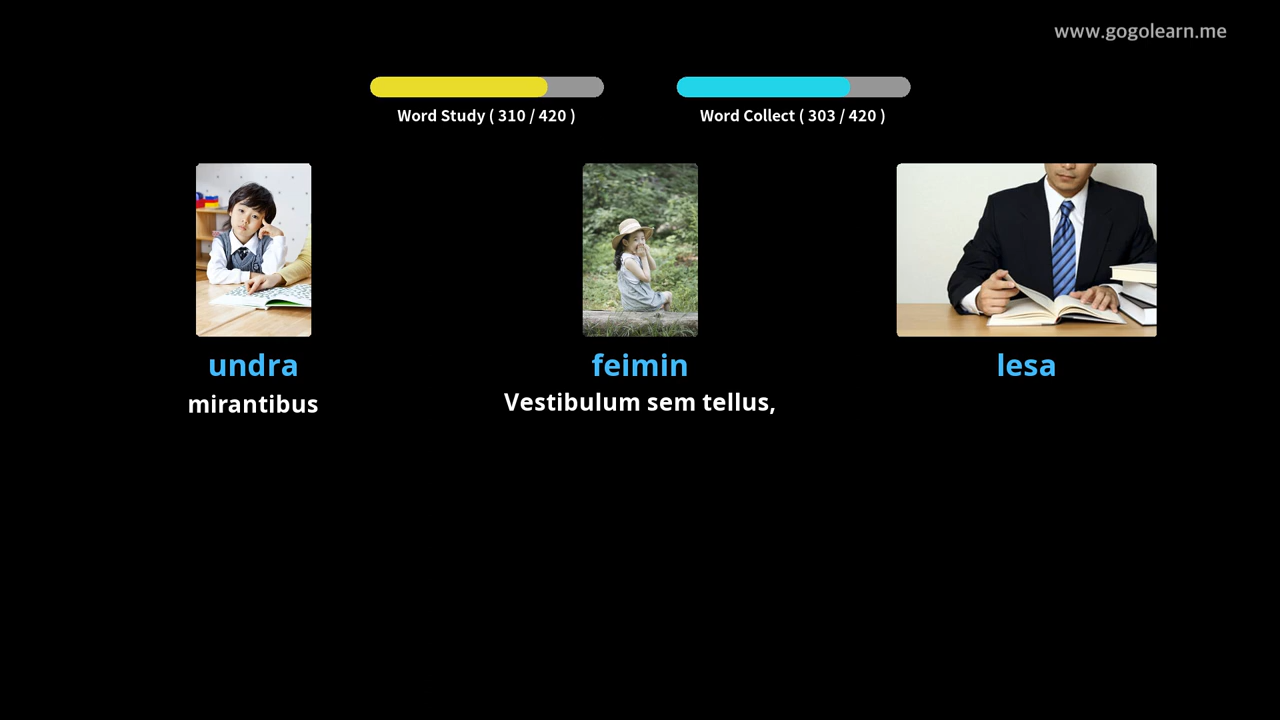 www.gogolearn.me
Word Study ( 310 / 420 )
Word Collect ( 303 / 420 )
undra
feimin
lesa
mirantibus
Vestibulum sem tellus,